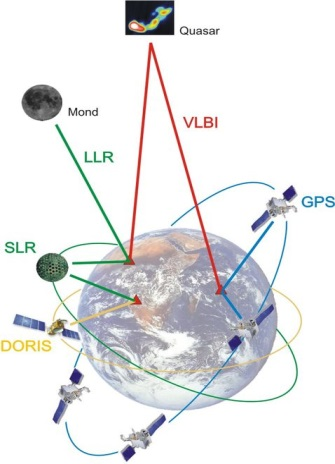 Quasar
Mond
VLBI
LLR
GPS
SLR
DORIS